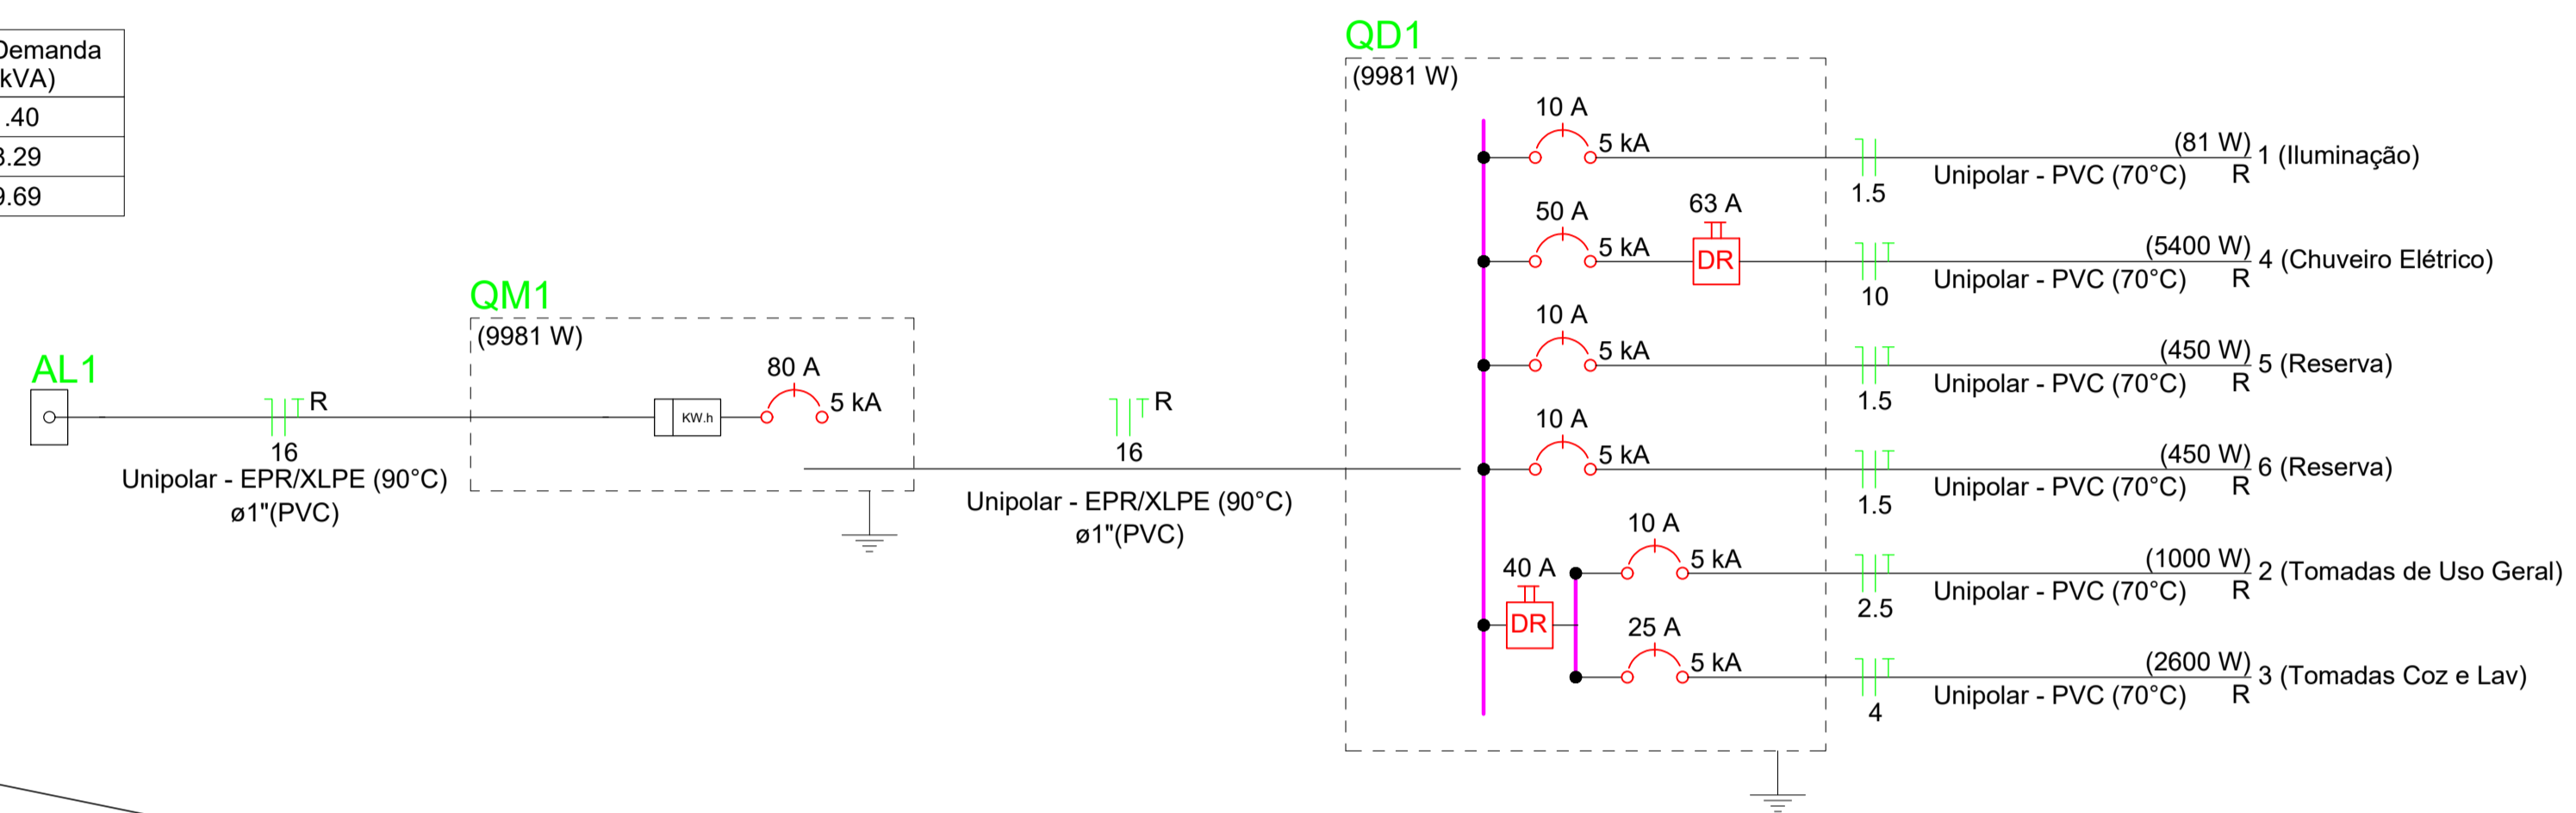 Demanda
kVA)
.40
3.29
9.69
AL1
R
16
Unipolar - EPR/XLPE (90°C)
ø1"(PVC)
QM1
(9981 W)
KW.h
80 A
5 kA
R
16
Unipolar - EPR/XLPE (90°C)
ø1"(PVC)
QD1
(9981 W)
10 A
5 kA
1.5
(81 W)
Unipolar - PVC (70°C) R
1 (Iluminação)
50 A
5 kA
63 A
DR
10
(5400 W)
Unipolar - PVC (70°C) R
4 (Chuveiro Elétrico)
10 A
5 kA
1.5
(450 W)
Unipolar - PVC (70°C) R
5 (Reserva)
10 A
5 kA
1.5
(450 W)
Unipolar - PVC (70°C) R
6 (Reserva)
40 A
DR
10 A
5 kA
2.5
(1000 W)
Unipolar - PVC (70°C) R
2 (Tomadas de Uso Geral)
25 A
5 kA
4
(2600 W)
Unipolar - PVC (70°C) R
3 (Tomadas Coz e Lav)